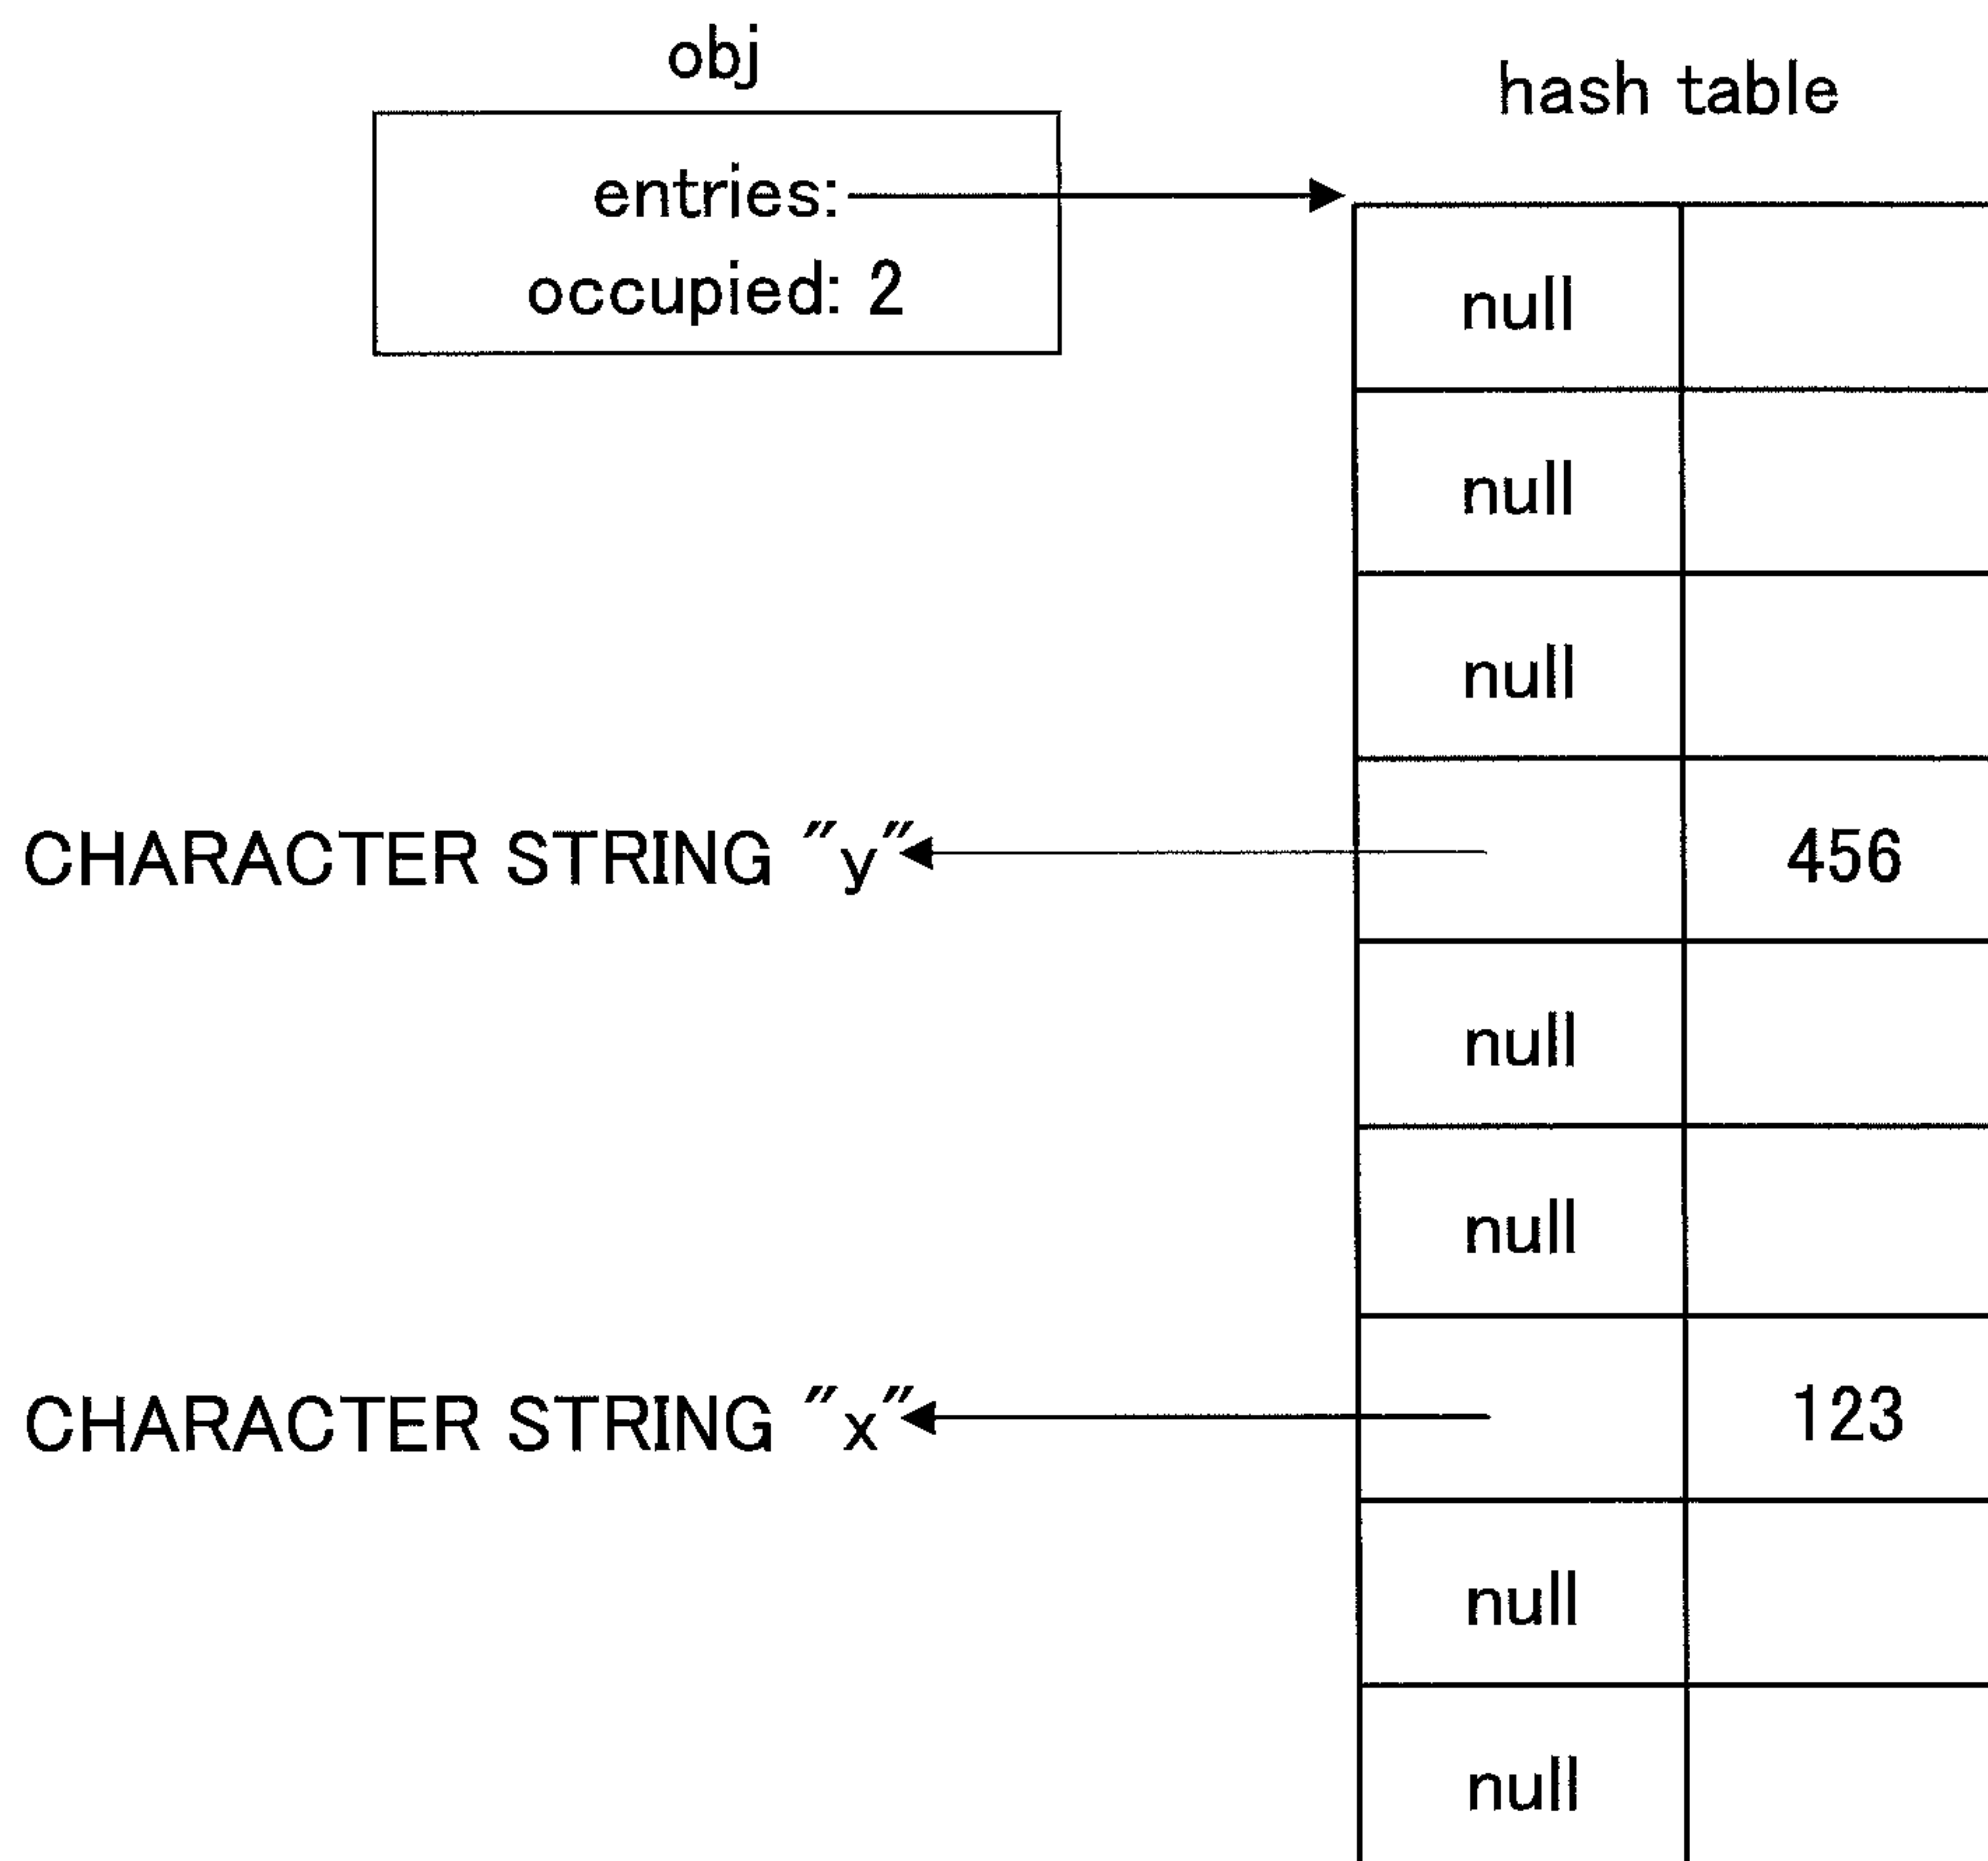 obj
hash table
entries:
occupied: 2
null
null
null
CHARACTER STRING "y" 456
null
null
CHARACTER STRING "x" 123
null
null